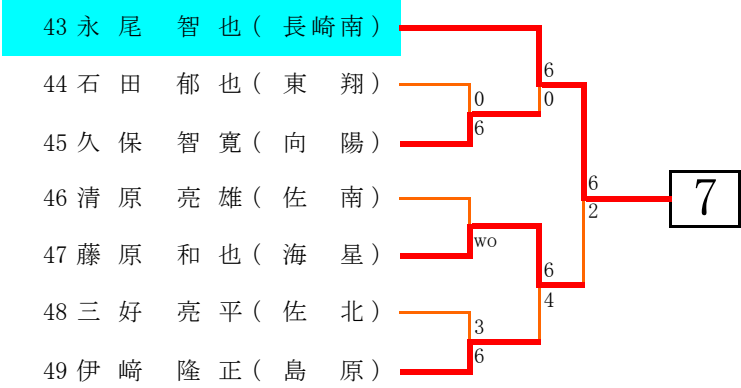 43 永尾 智也(長崎南)
6
44 石田 郁也(東 翔)
0
0
6
45 久保 智寛(向 陽)
6
7
46 清原 亮雄(佐 南)
2
wo
47 藤原 和也(海 星)
6
4
48 三好 亮平(佐 北)
3
6
49 伊﨑 隆正(島 原)